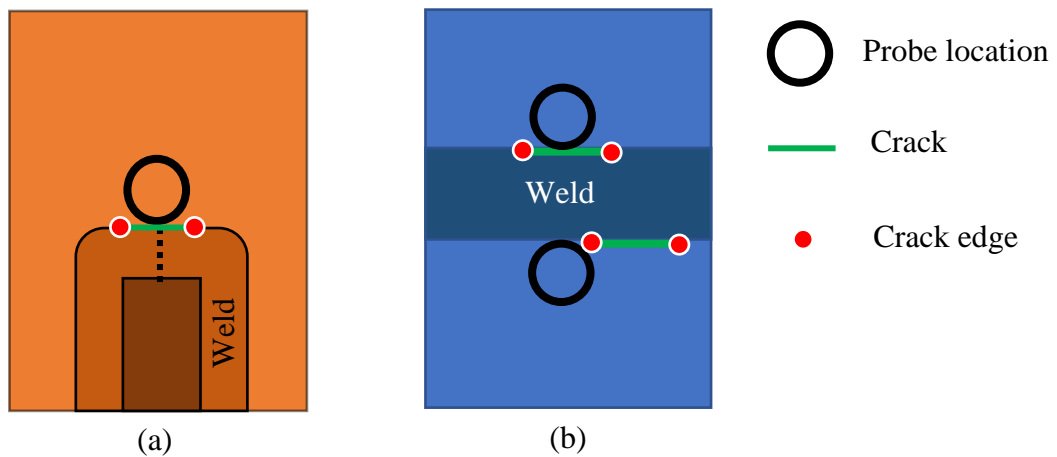 Probe location
Crack
Weld
Crack edge
Weld
(a)
(b)